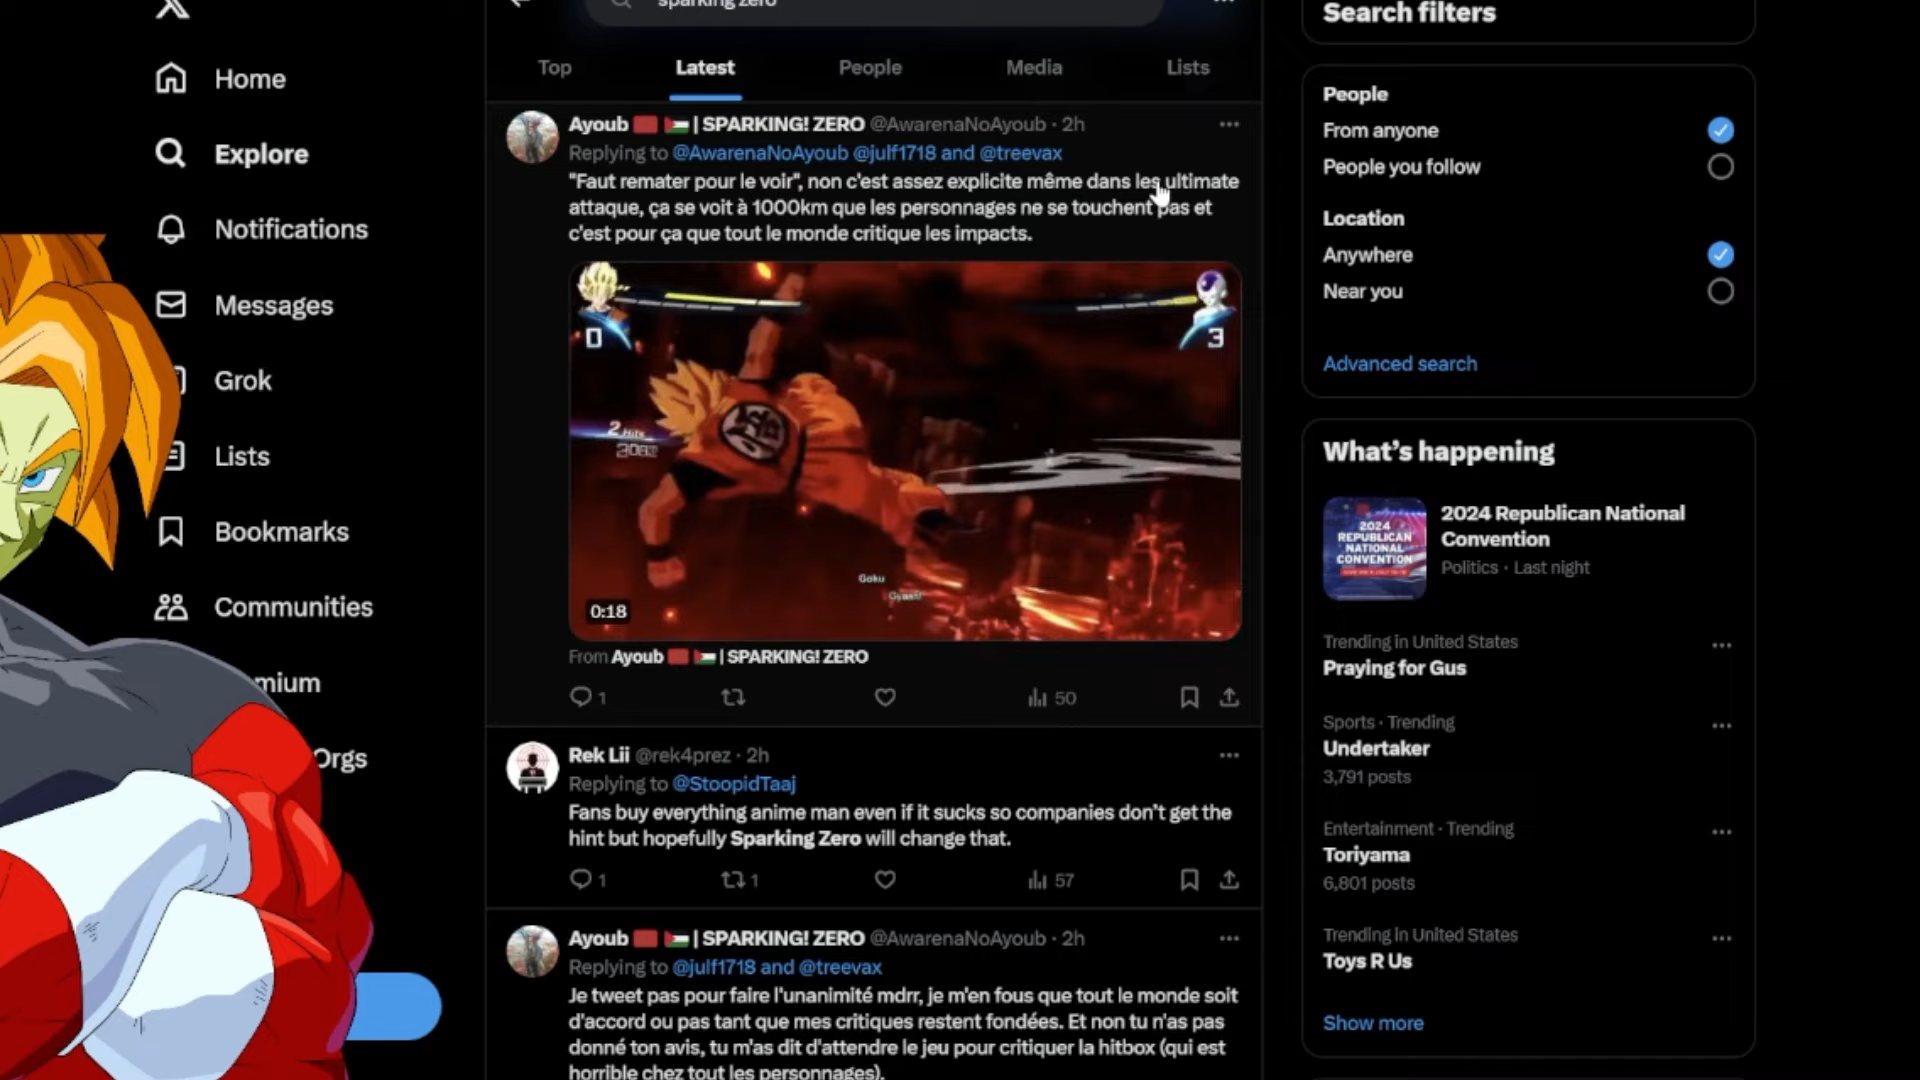 sparking zero
Search filters
Home
Explore
Notifications
Messages
Grok
Lists
Bookmarks
Communities
mium
Orgs
Top
Latest
People
Media
Lists
Ayoub | SPARKING! ZERO @AwarenaNoAyoub · 2h
Replying to @AwarenaNoAyoub @julf1718 and @treevax
"Faut remater pour le voir", non c'est assez explicite même dans les ultimate
attaque, ça se voit à 1000km que les personnages ne se touchent pas et
c'est pour ça que tout le monde critique les impacts.
0
3
2 Hits
Goku
0:18
From Ayoub | SPARKING! ZERO
1
50
Rek Lii @rek4prez · 2h
Replying to @StoopidTaaj
Fans buy everything anime man even if it sucks so companies don't get the
hint but hopefully Sparking Zero will change that.
1
1
57
Ayoub | SPARKING! ZERO @AwarenaNoAyoub · 2h
Replying to @julf1718 and @treevax
Je tweet pas pour faire l'unanimité mdrr, je m'en fous que tout le monde soit
d'accord ou pas tant que mes critiques restent fondées. Et non tu n'as pas
donné ton avis, tu m'as dit d'attendre le jeu pour critiquer la hitbox (qui est
horrible chez tout les personnages).
People
From anyone
People you follow
Location
Anywhere
Near you
Advanced search
What's happening
2024 REPUBLICAN NATIONAL CONVENTION
2024 Republican National
Convention
Politics · Last night
Trending in United States
Praying for Gus
Sports · Trending
Undertaker
3,791 posts
Entertainment · Trending
Toriyama
6,801 posts
Trending in United States
Toys R Us
Show more